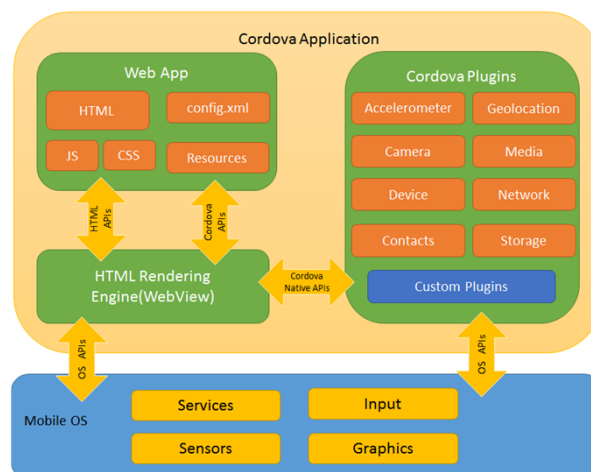 Cordova Application
Web App
HTML
config.xml
JS
CSS
Resources
HTML
APIs
Cordova
APIs
HTML Rendering
Engine(WebView)
Cordova
Native APIs
Cordova Plugins
Accelerometer
Geolocation
Camera
Media
Device
Network
Contacts
Storage
Custom Plugins
OS APIs
OS APIs
Mobile OS
Services
Input
Sensors
Graphics